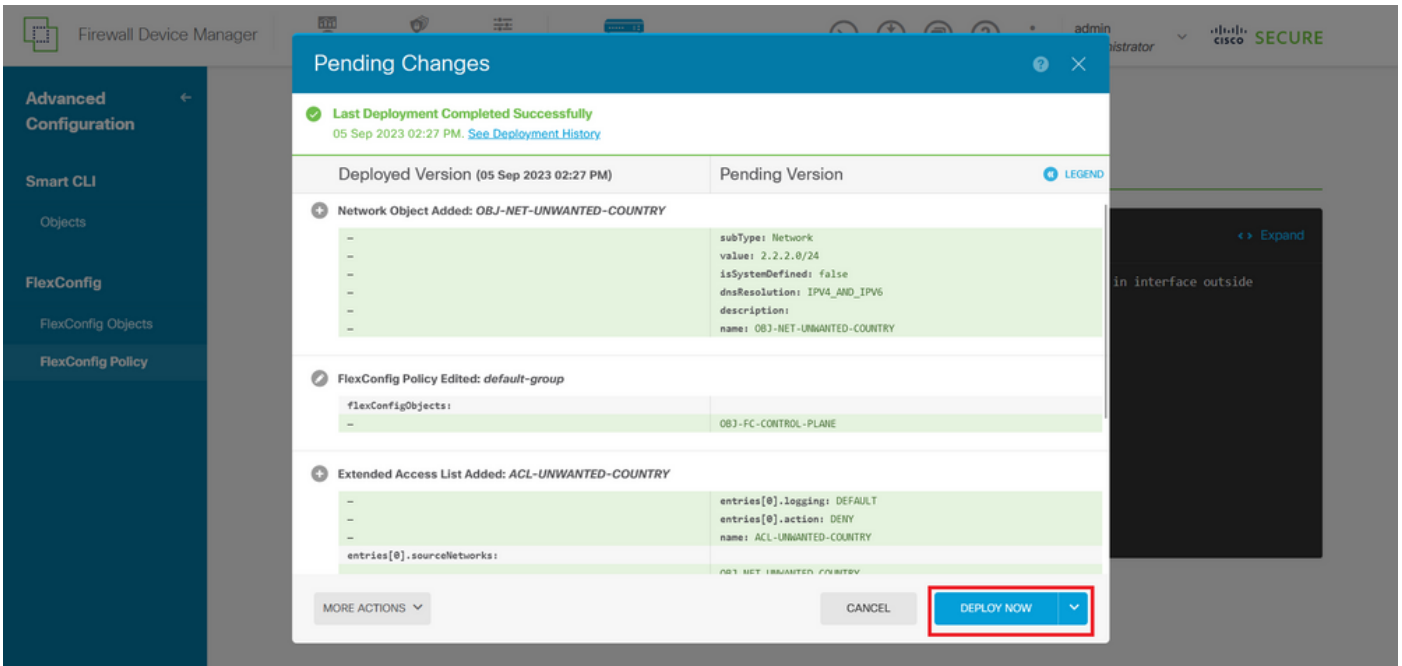 Firewall Device Manager
admin
istrator
cisco SECURE
Pending Changes
Advanced
Configuration
Last Deployment Completed Successfully
05 Sep 2023 02:27 PM. See Deployment History
Deployed Version (05 Sep 2023 02:27 PM)
Pending Version
LEGEND
Smart CLI
Objects
Network Object Added: OBJ-NET-UNWANTED-COUNTRY
– subType: Network
– value: 2.2.2.0/24
– isSystemDefined: false
– dnsResolution: IPV4_AND_IPV6
– description:
– name: OBJ-NET-UNWANTED-COUNTRY
Expand
in interface outside
FlexConfig
FlexConfig Objects
FlexConfig Policy
FlexConfig Policy Edited: default-group
flexConfigObjects:
– OBJ-FC-CONTROL-PLANE
Extended Access List Added: ACL-UNWANTED-COUNTRY
– entries[0].logging: DEFAULT
– entries[0].action: DENY
– name: ACL-UNWANTED-COUNTRY
entries[0].sourceNetworks:
OBJ-NET-UNWANTED-COUNTRY
MORE ACTIONS
CANCEL
DEPLOY NOW